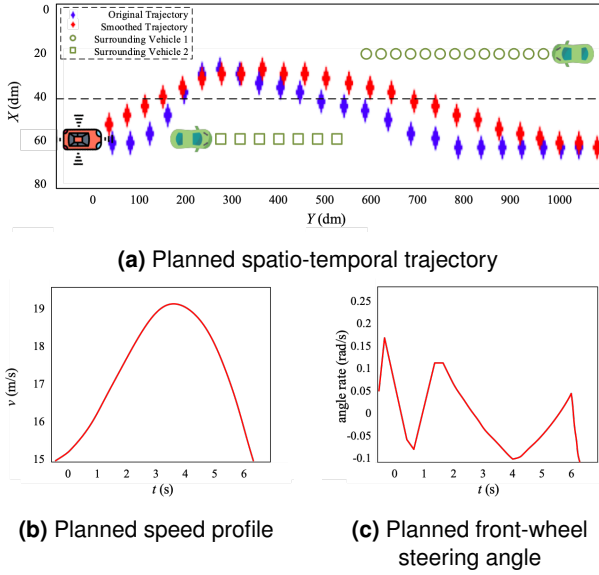 Original Trajectory
Smoothed Trajectory
Surrounding Vehicle 1
Surrounding Vehicle 2
X (dm)
0
20
40
60
80
0 100 200 300 400 500 600 700 800 900 1000
Y (dm)
(a) Planned spatio-temporal trajectory
v (m/s)
19
18
17
16
15
0 1 2 3 4 5 6
t (s)
(b) Planned speed profile
angle rate (rad/s)
0.25
0.2
0.15
0.1
0.05
0
-0.05
-0.1
0 1 2 3 4 5 6
t (s)
(c) Planned front-wheel
steering angle